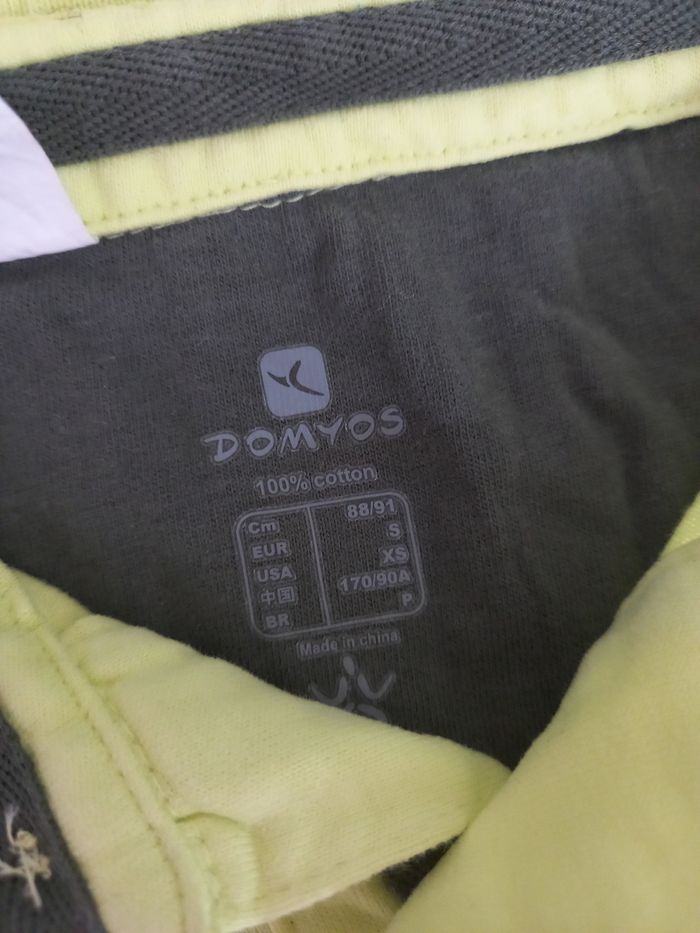 DOMYOS
100% cotton
Cm 88/91
EUR S
USA XS
中国 170/90A
BR P
Made in china